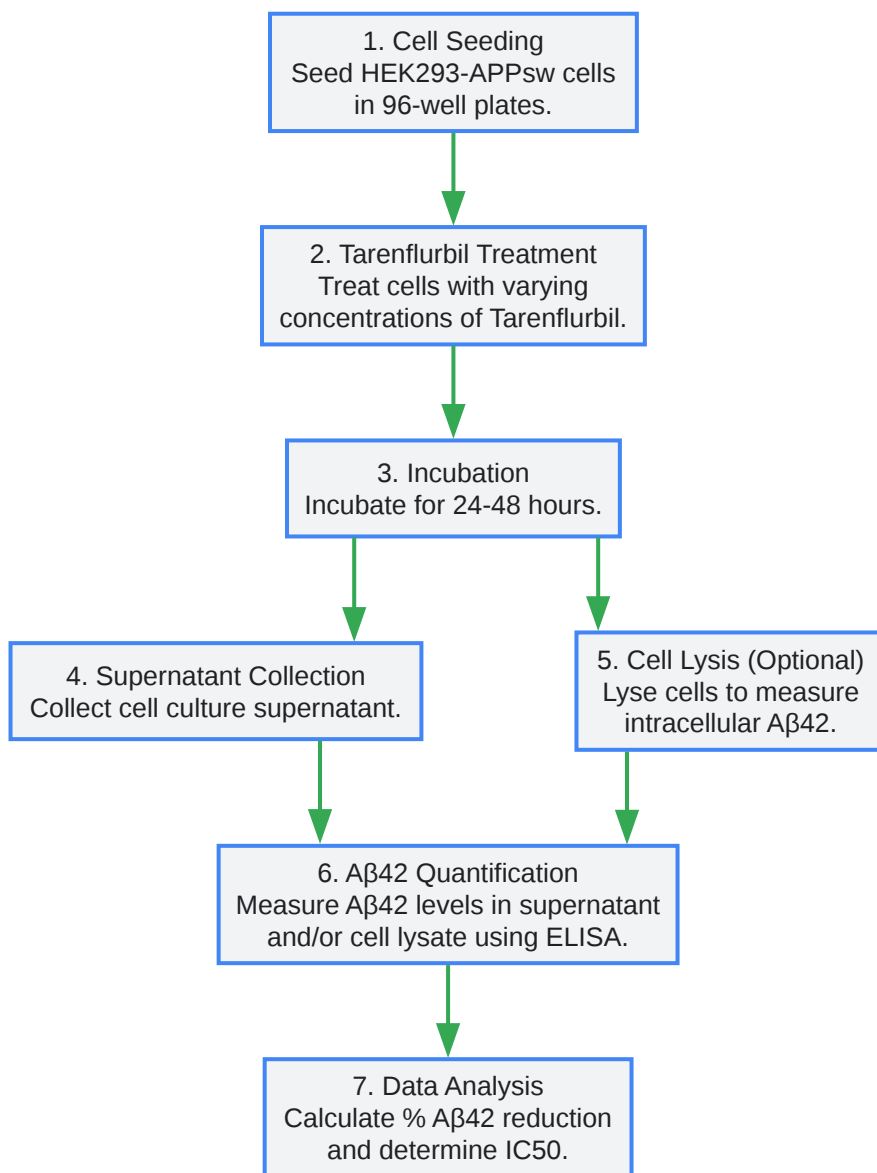 1. Cell Seeding
Seed HEK293-APPsw cells
in 96-well plates.
2. Tarenflurbil Treatment
Treat cells with varying
concentrations of Tarenflurbil.
3. Incubation
Incubate for 24-48 hours.
4. Supernatant Collection
Collect cell culture supernatant.
5. Cell Lysis (Optional)
Lyse cells to measure
intracellular Aβ42.
6. Aβ42 Quantification
Measure Aβ42 levels in supernatant
and/or cell lysate using ELISA.
7. Data Analysis
Calculate % Aβ42 reduction
and determine IC50.